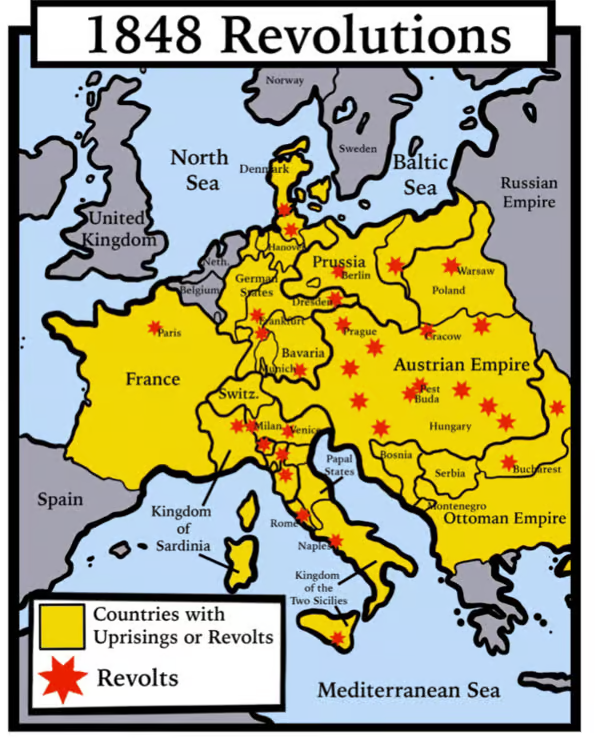 1848 Revolutions
Norway
Sweden
North
Sea
Denmark
Baltic
Sea
Russian
Empire
United
Kingdom
Hanover
Neth.
Prussia
Berlin
Warsaw
Belgium
German
States
Poland
Dresden
Frankfurt
Paris
Prague
Cracow
Bavaria
Austrian Empire
France
Munich
Switz.
Pest
Buda
Milan
Venice
Hungary
Papal
States
Bosnia
Serbia
Bucharest
Spain
Kingdom
of
Sardinia
Montenegro
Ottoman Empire
Rome
Naples
Kingdom
of the
Two Sicilies
Countries with
Uprisings or Revolts
Revolts
Mediterranean Sea